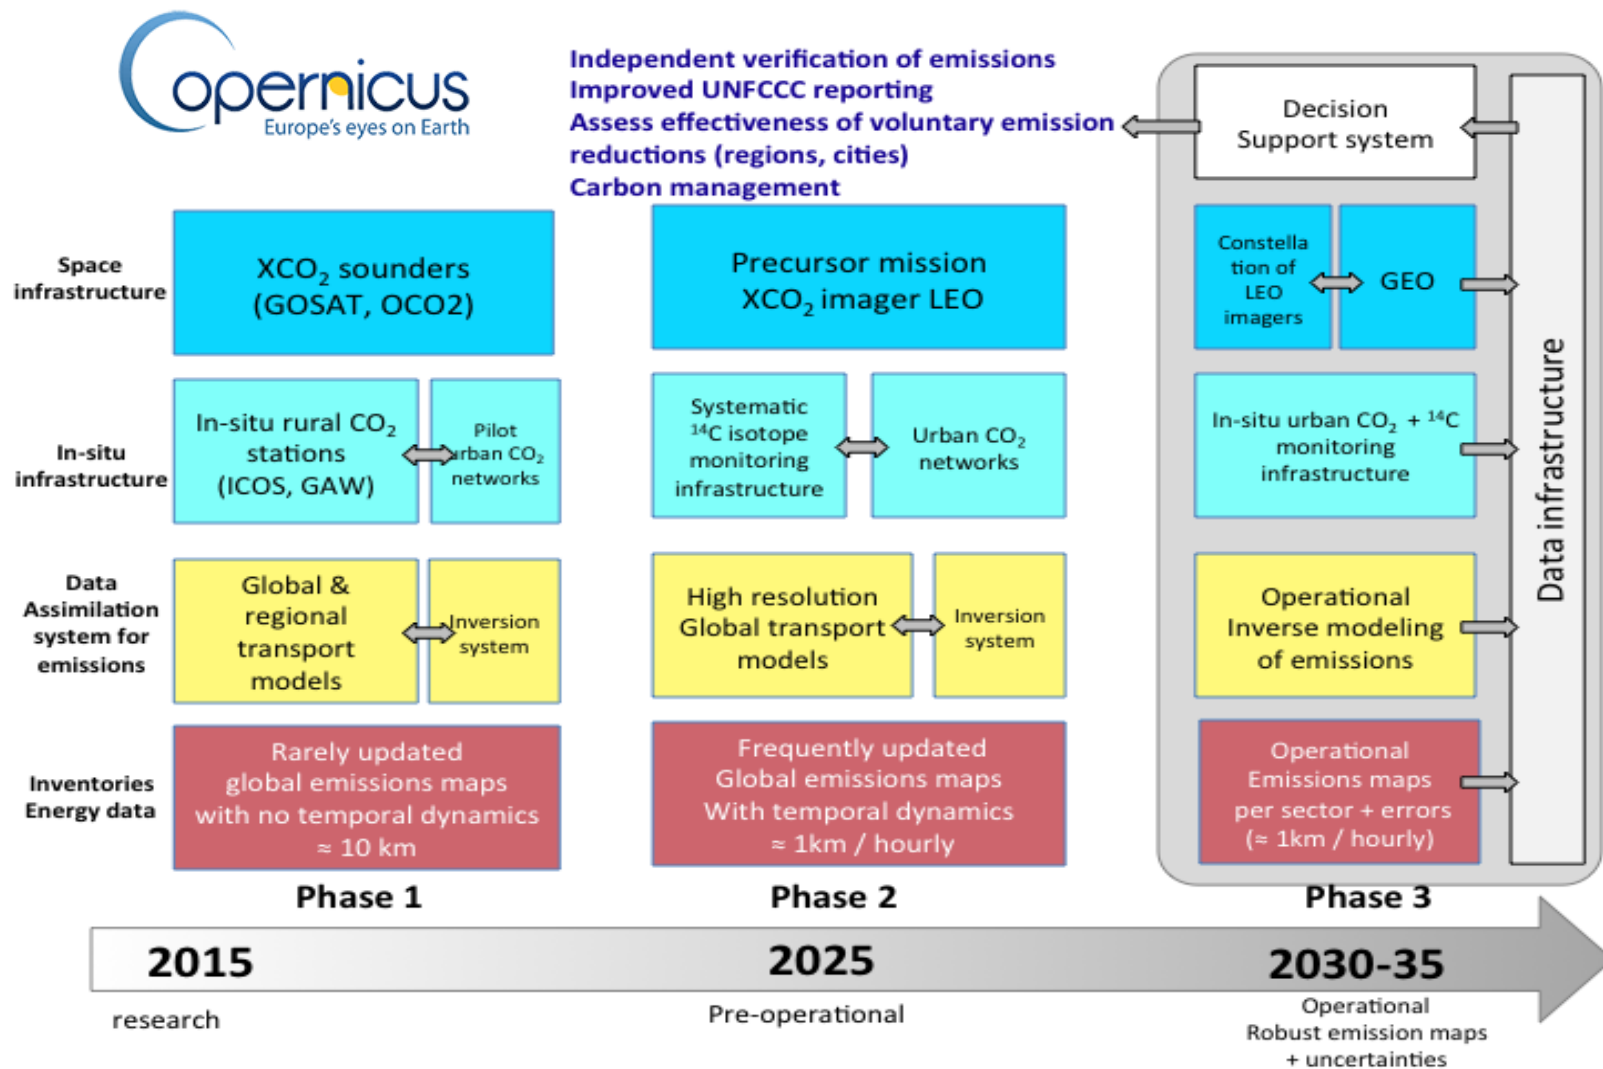 Copernicus
Europe's eyes on Earth
Independent verification of emissions
Improved UNFCCC reporting
Assess effectiveness of voluntary emission
reductions (regions, cities)
Carbon management
Decision
Support system
Data infrastructure
Space
infrastructure
XCO₂ sounders
(GOSAT, OCO2)
Precursor mission
XCO₂ imager LEO
Constella
tion of
LEO
imagers
GEO
In-situ
infrastructure
In-situ rural CO₂
stations
(ICOS, GAW)
Pilot
urban CO₂
networks
Systematic
¹⁴C isotope
monitoring
infrastructure
Urban CO₂
networks
In-situ urban CO₂ + ¹⁴C
monitoring
infrastructure
Data
Assimilation
system for
emissions
Global &
regional
transport
models
Inversion
system
High resolution
Global transport
models
Inversion
system
Operational
Inverse modeling
of emissions
Inventories
Energy data
Rarely updated
global emissions maps
with no temporal dynamics
≈ 10 km
Frequently updated
Global emissions maps
With temporal dynamics
≈ 1km / hourly
Operational
Emissions maps
per sector + errors
(≈ 1km / hourly)
Phase 1
Phase 2
Phase 3
2015
2025
2030-35
research
Pre-operational
Operational
Robust emission maps
+ uncertainties